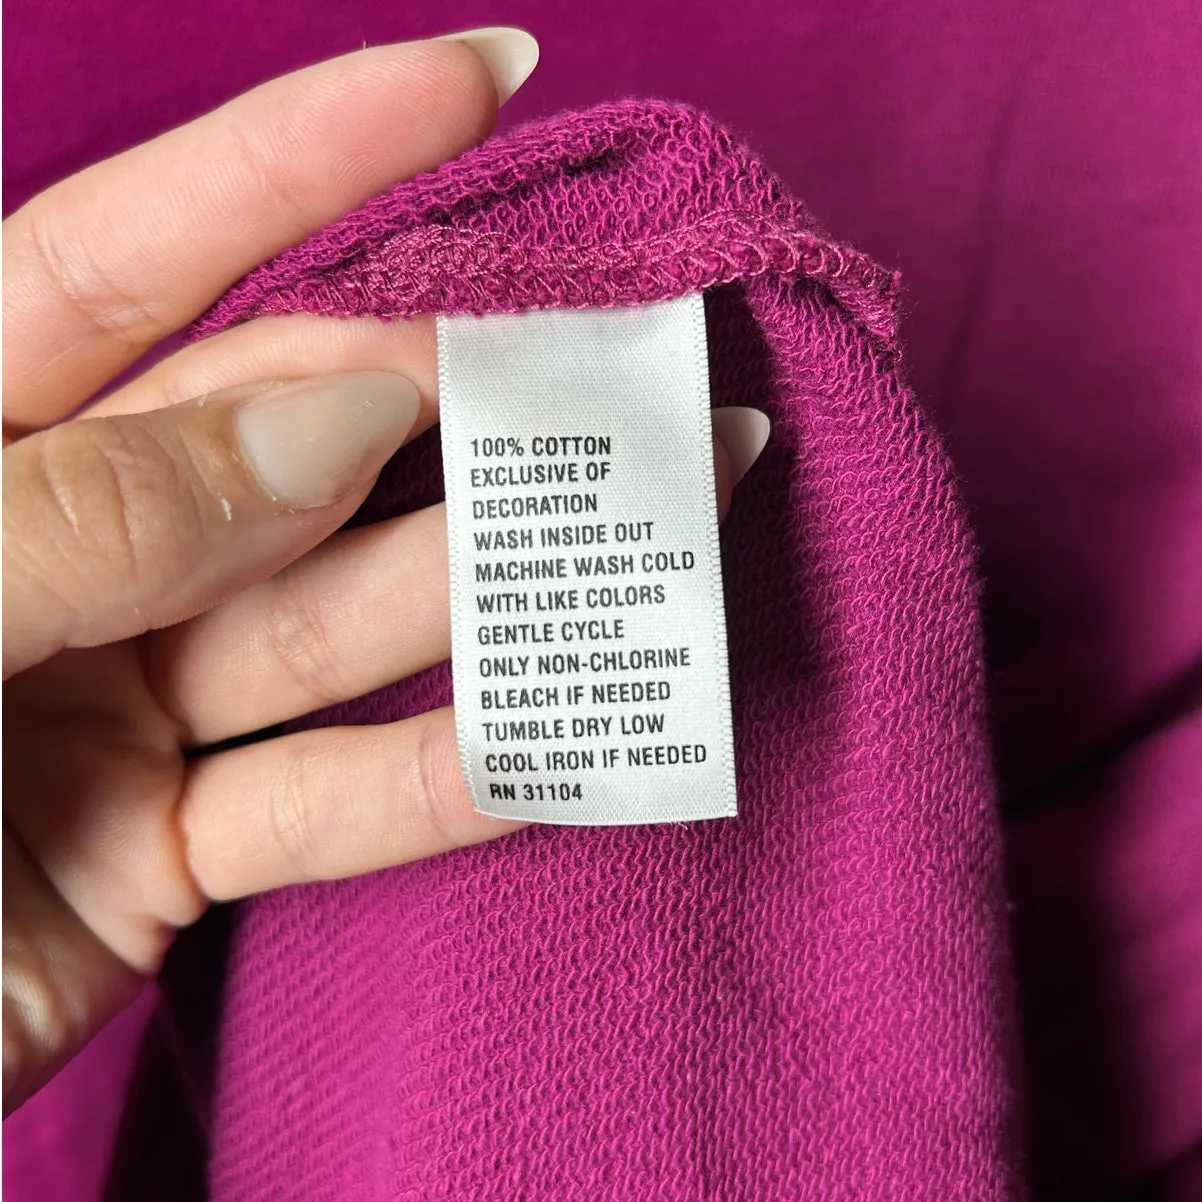 100% COTTON
EXCLUSIVE OF
DECORATION
WASH INSIDE OUT
MACHINE WASH COLD
WITH LIKE COLORS
GENTLE CYCLE
ONLY NON-CHLORINE
BLEACH IF NEEDED
TUMBLE DRY LOW
COOL IRON IF NEEDED
RN 31104